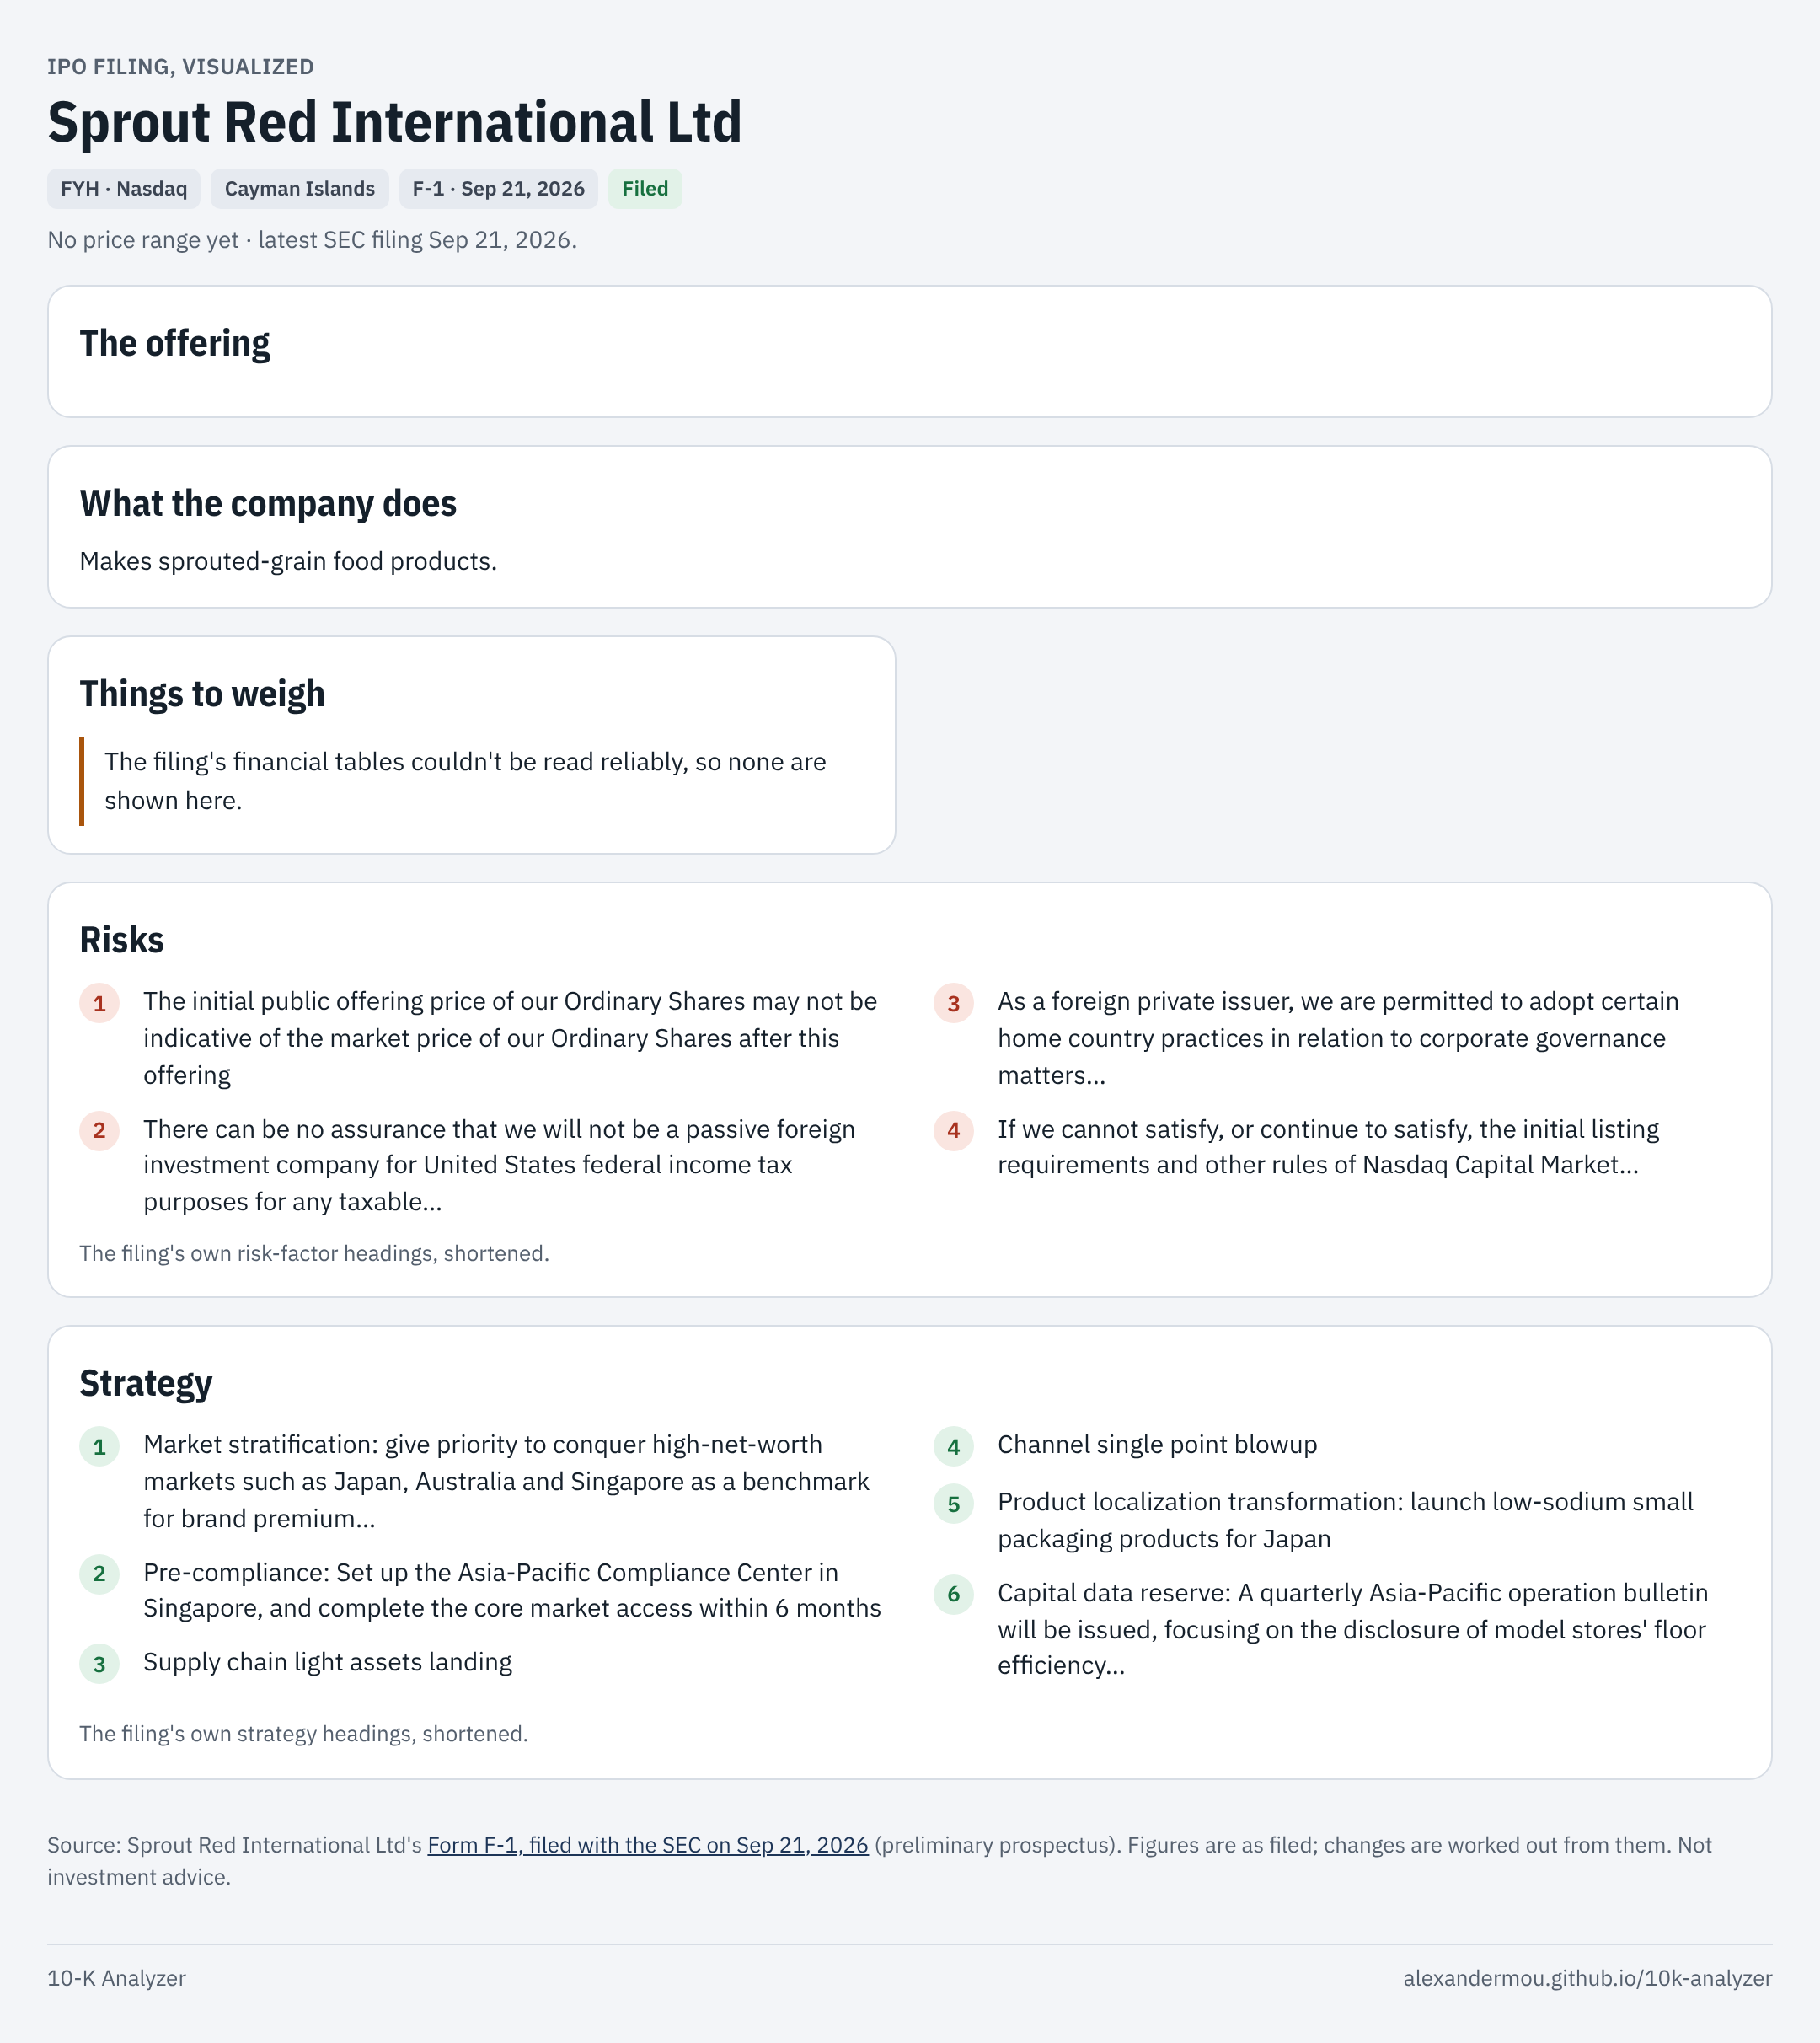 IPO FILING, VISUALIZED
Sprout Red International Ltd
FYH · Nasdaq
Cayman Islands
F-1 · Sep 21, 2026
Filed
No price range yet · latest SEC filing Sep 21, 2026.
The offering
What the company does
Makes sprouted-grain food products.
Things to weigh
The filing's financial tables couldn't be read reliably, so none are
shown here.
Risks
1
The initial public offering price of our Ordinary Shares may not be
indicative of the market price of our Ordinary Shares after this
offering
2
There can be no assurance that we will not be a passive foreign
investment company for United States federal income tax
purposes for any taxable…
3
As a foreign private issuer, we are permitted to adopt certain
home country practices in relation to corporate governance
matters…
4
If we cannot satisfy, or continue to satisfy, the initial listing
requirements and other rules of Nasdaq Capital Market…
The filing's own risk-factor headings, shortened.
Strategy
1
Market stratification: give priority to conquer high-net-worth
markets such as Japan, Australia and Singapore as a benchmark
for brand premium…
2
Pre-compliance: Set up the Asia-Pacific Compliance Center in
Singapore, and complete the core market access within 6 months
3
Supply chain light assets landing
4
Channel single point blowup
5
Product localization transformation: launch low-sodium small
packaging products for Japan
6
Capital data reserve: A quarterly Asia-Pacific operation bulletin
will be issued, focusing on the disclosure of model stores' floor
efficiency…
The filing's own strategy headings, shortened.
Source: Sprout Red International Ltd's Form F-1, filed with the SEC on Sep 21, 2026 (preliminary prospectus). Figures are as filed; changes are worked out from them. Not
investment advice.
10-K Analyzer
alexandermou.github.io/10k-analyzer